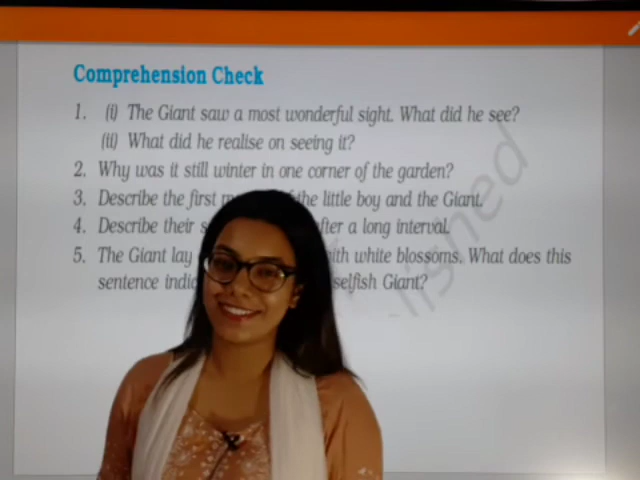 Comprehension Check
1. (i) The Giant saw a most wonderful sight. What did he see?
(ii) What did he realise on seeing it?
2. Why was it still winter in one corner of the garden?
3. Describe the first the little boy and the Giant.
4. Describe their after a long interval.
5. The Giant lay with white blossoms. What does this
sentence selfish Giant?